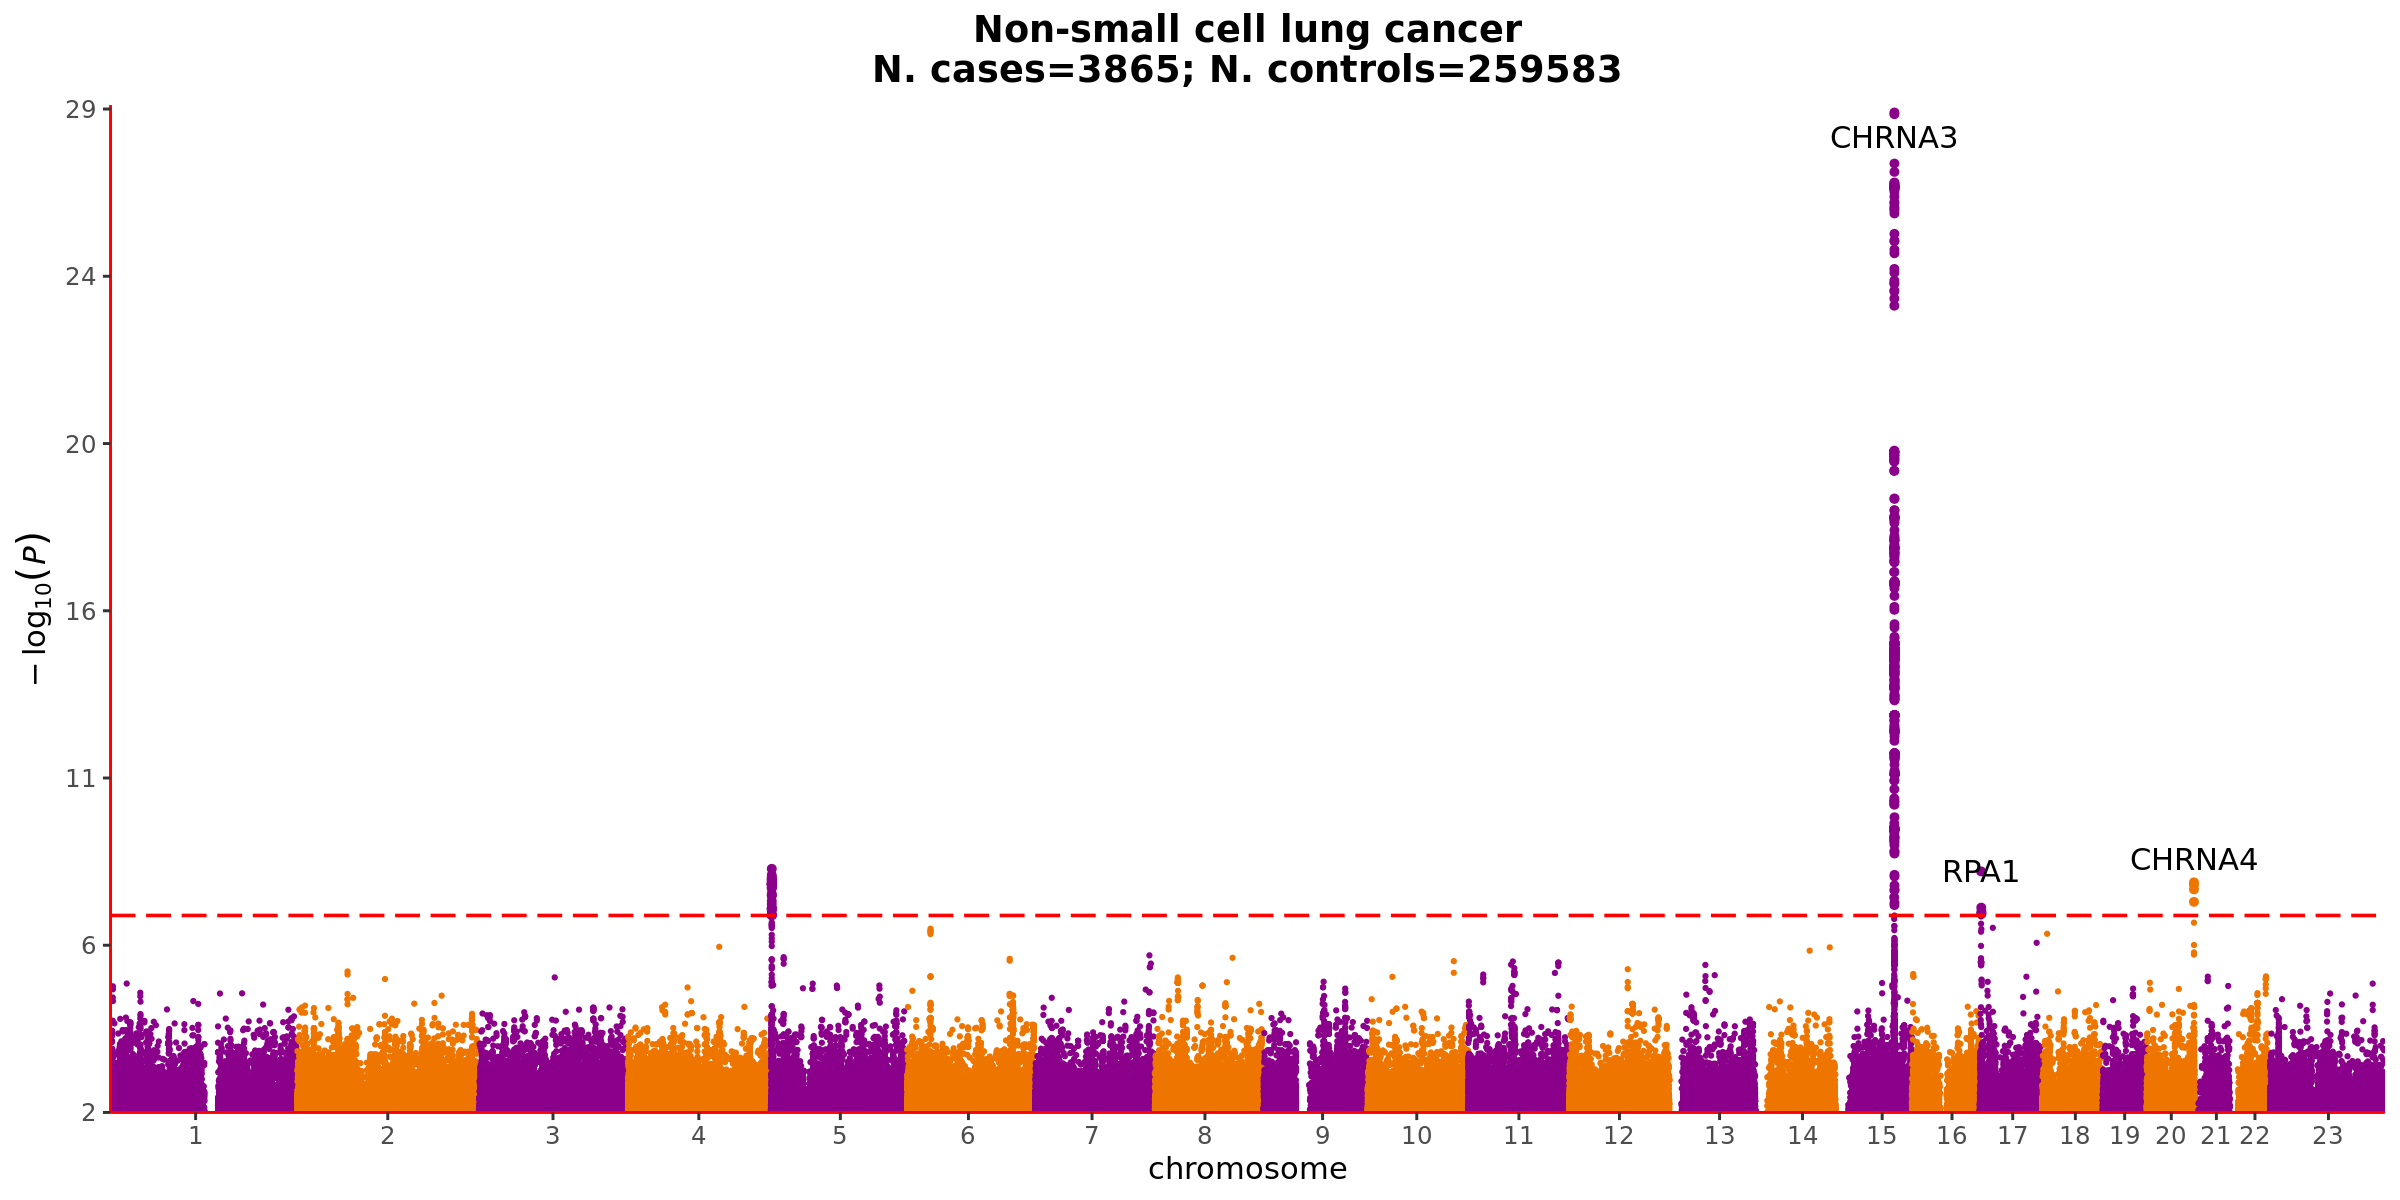 Non-small cell lung cancer
N. cases=3865; N. controls=259583
29
CHRNA3
24
20
16
11
RPA1
CHRNA4
6
2
−log10(P)
1 2 3 4 5 6 7 8 9 10 11 12 13 14 15 16 17 18 19 20 21 22 23
chromosome